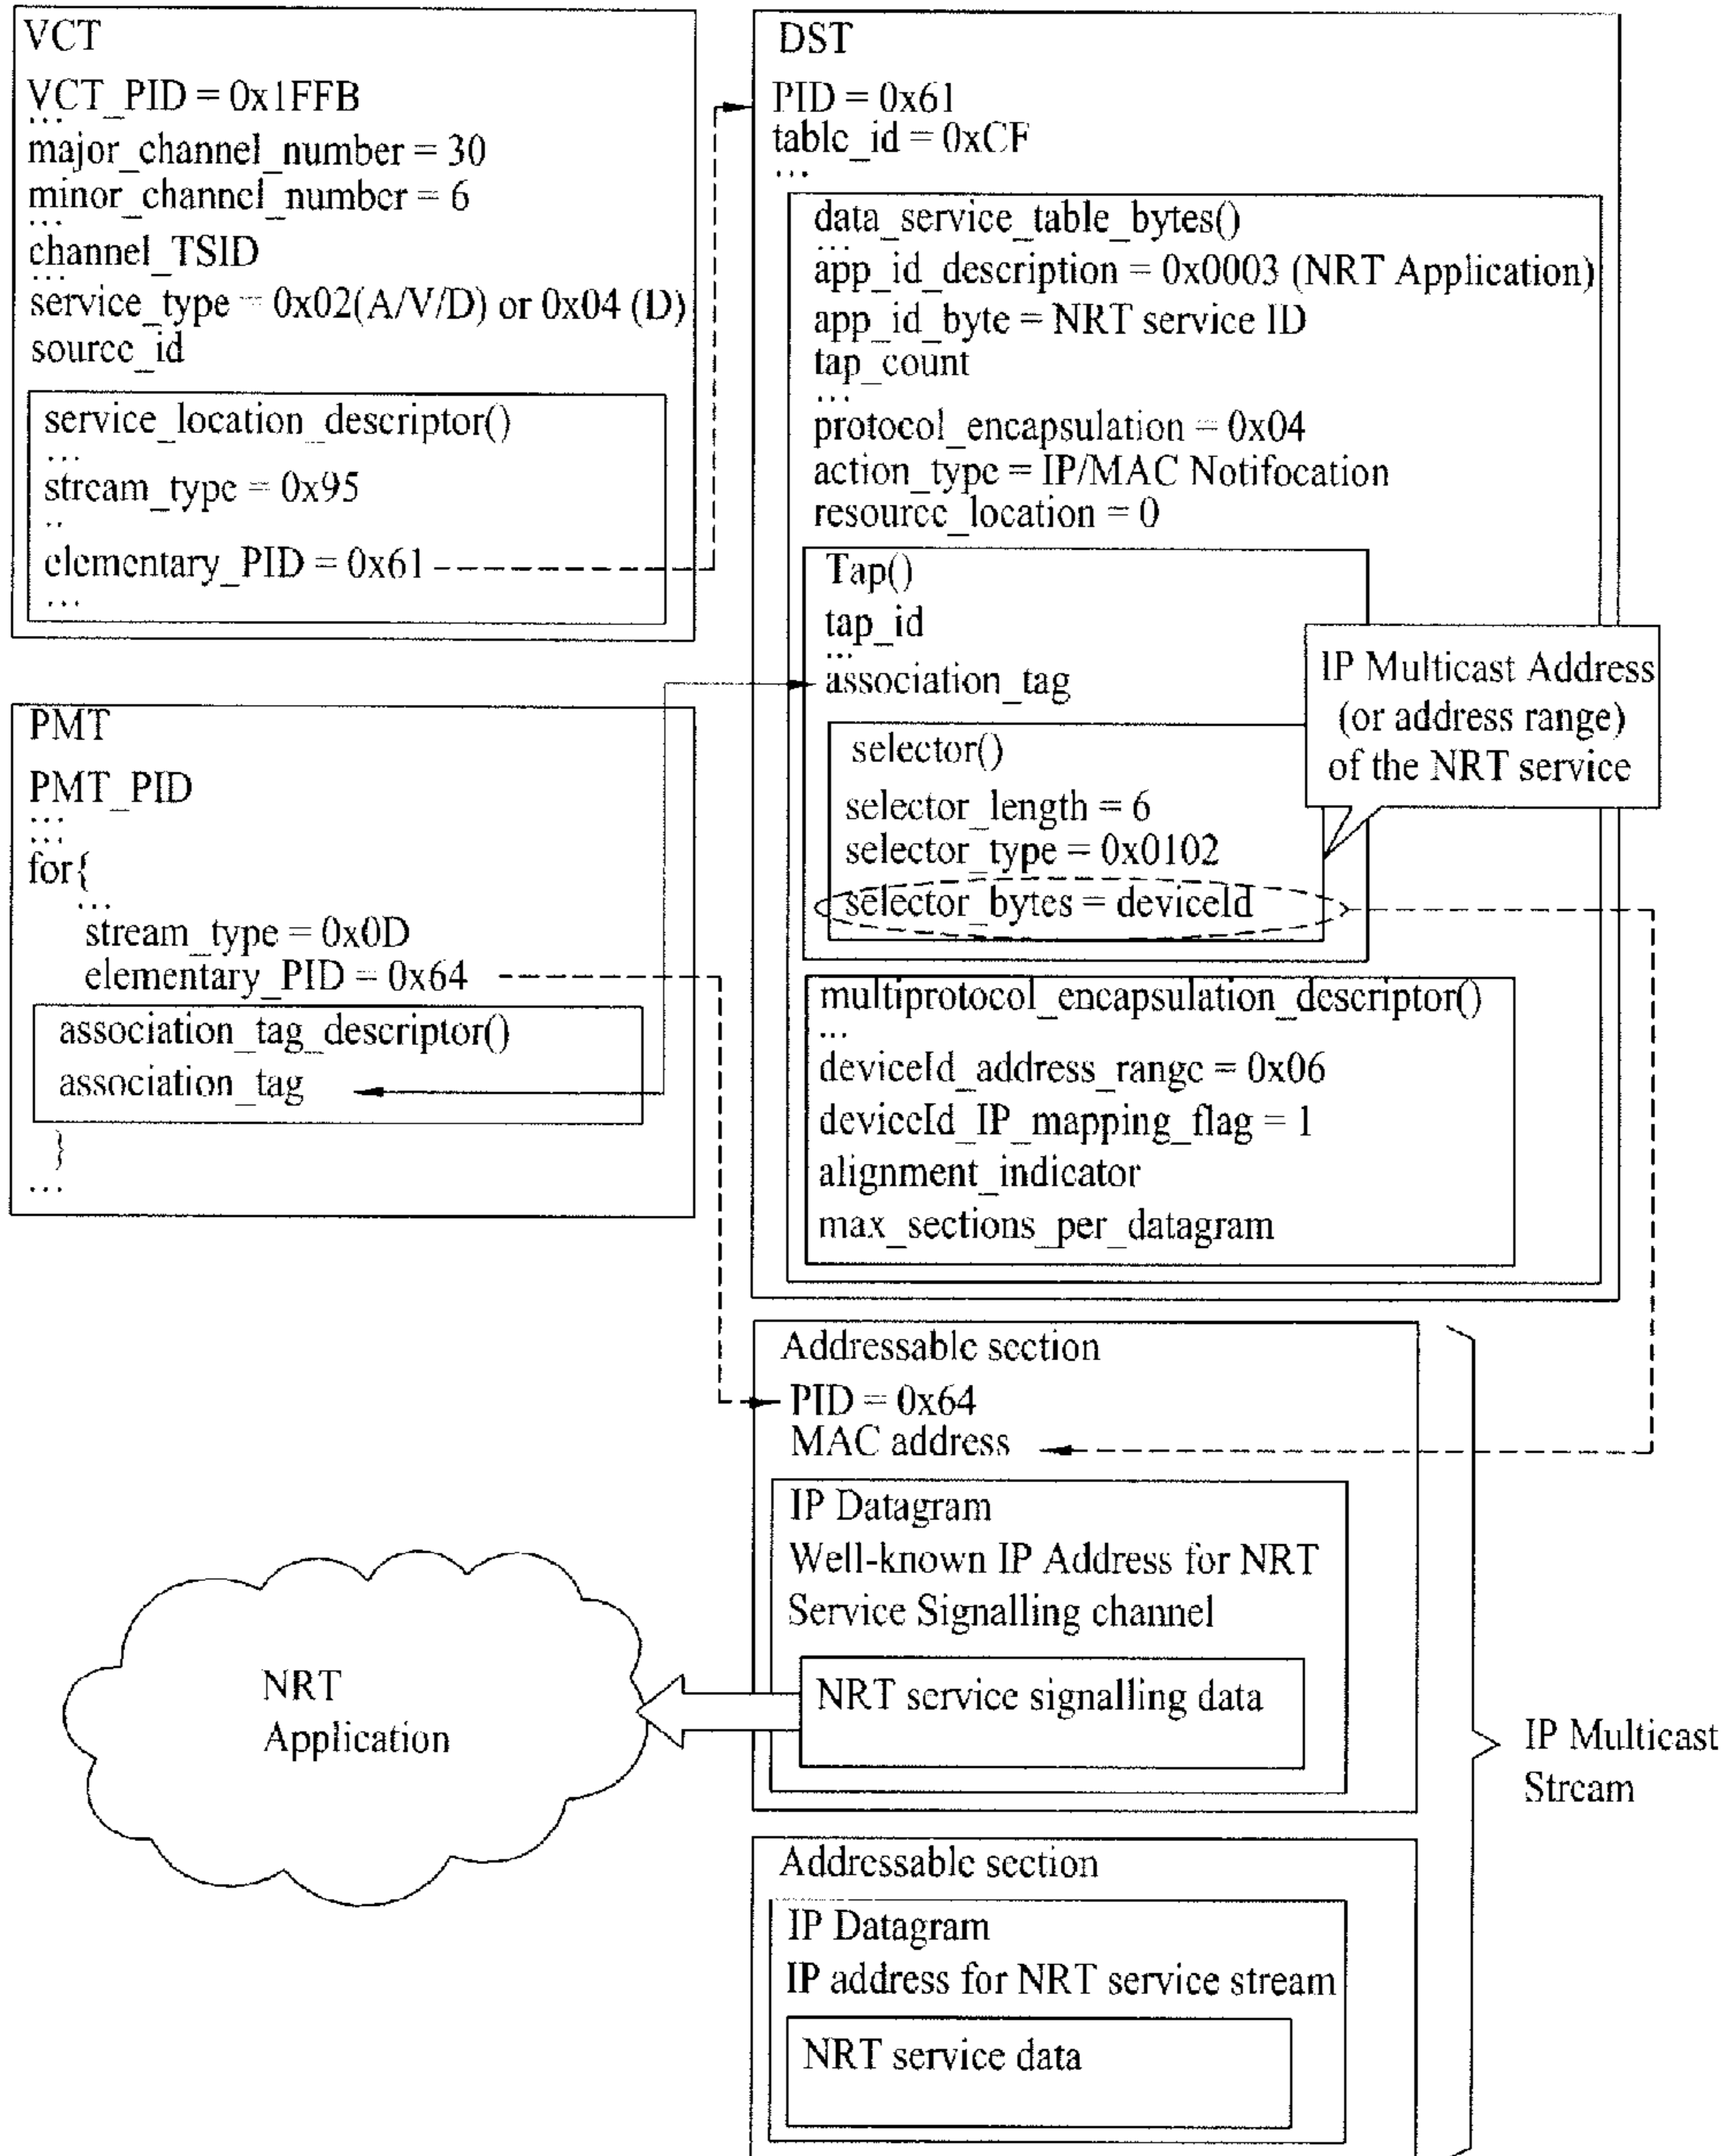 VCT
VCT_PID = 0x1FFB
...
major_channel_number = 30
minor_channel_number = 6
...
channel_TSID
...
service_type = 0x02(A/V/D) or 0x04 (D)
source_id
service_location_descriptor()
...
stream_type = 0x95
..
elementary_PID = 0x61
...
PMT
PMT_PID
...
...
for{
...
stream_type = 0x0D
elementary_PID = 0x64
association_tag_descriptor()
association_tag
}
...
DST
PID = 0x61
table_id = 0xCF
...
data_service_table_bytes()
...
app_id_description = 0x0003 (NRT Application)
app_id_byte = NRT service ID
tap_count
...
protocol_encapsulation = 0x04
action_type = IP/MAC Notifocation
resource_location = 0
Tap()
tap_id
...
association_tag
selector()
selector_length = 6
selector_type = 0x0102
selector_bytes = deviceId
IP Multicast Address
(or address range)
of the NRT service
multiprotocol_encapsulation_descriptor()
...
deviceId_address_range = 0x06
deviceId_IP_mapping_flag = 1
alignment_indicator
max_sections_per_datagram
Addressable section
PID = 0x64
MAC address
IP Datagram
Well-known IP Address for NRT
Service Signalling channel
NRT service signalling data
NRT
Application
IP Multicast
Stream
Addressable section
IP Datagram
IP address for NRT service stream
NRT service data